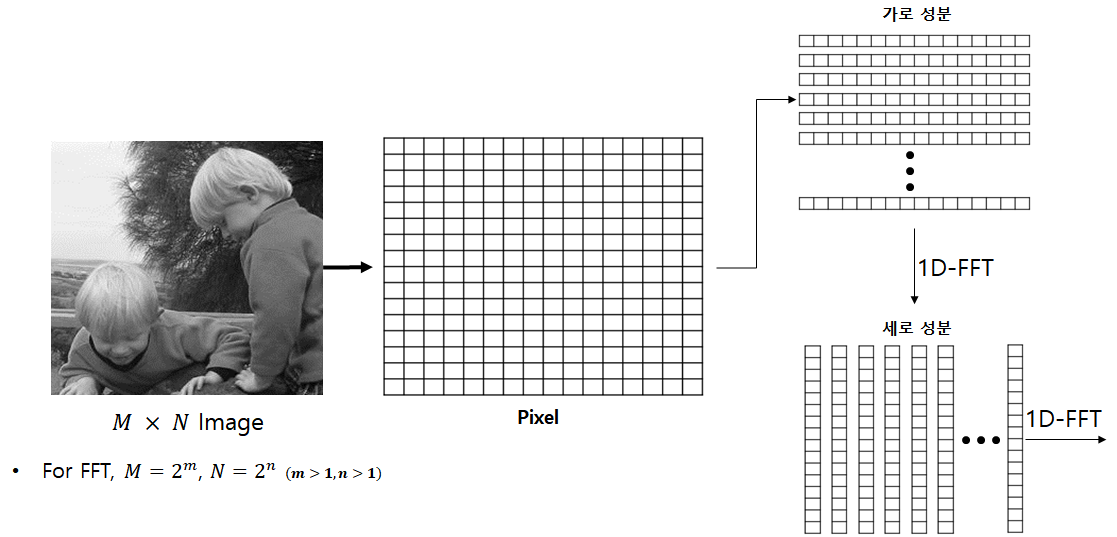 가로 성분
1D-FFT
세로 성분
1D-FFT
M × N Image
Pixel
• For FFT, M = 2^m, N = 2^n (m > 1, n > 1)